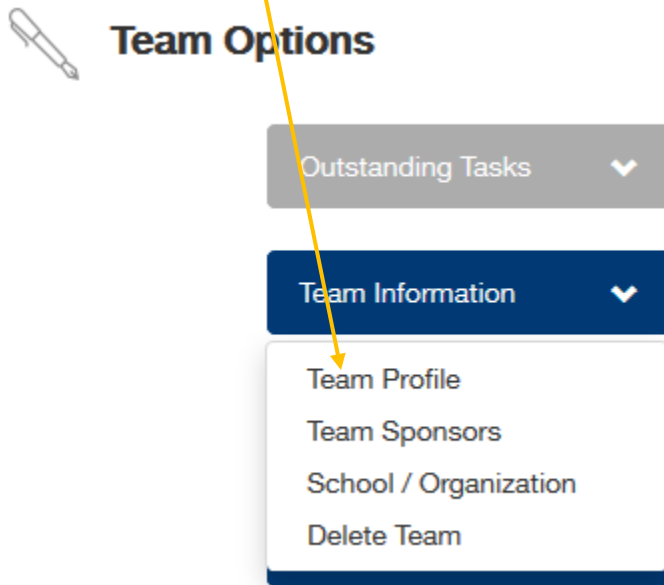 Team Options
Outstanding Tasks
Team Information
Team Profile
Team Sponsors
School / Organization
Delete Team